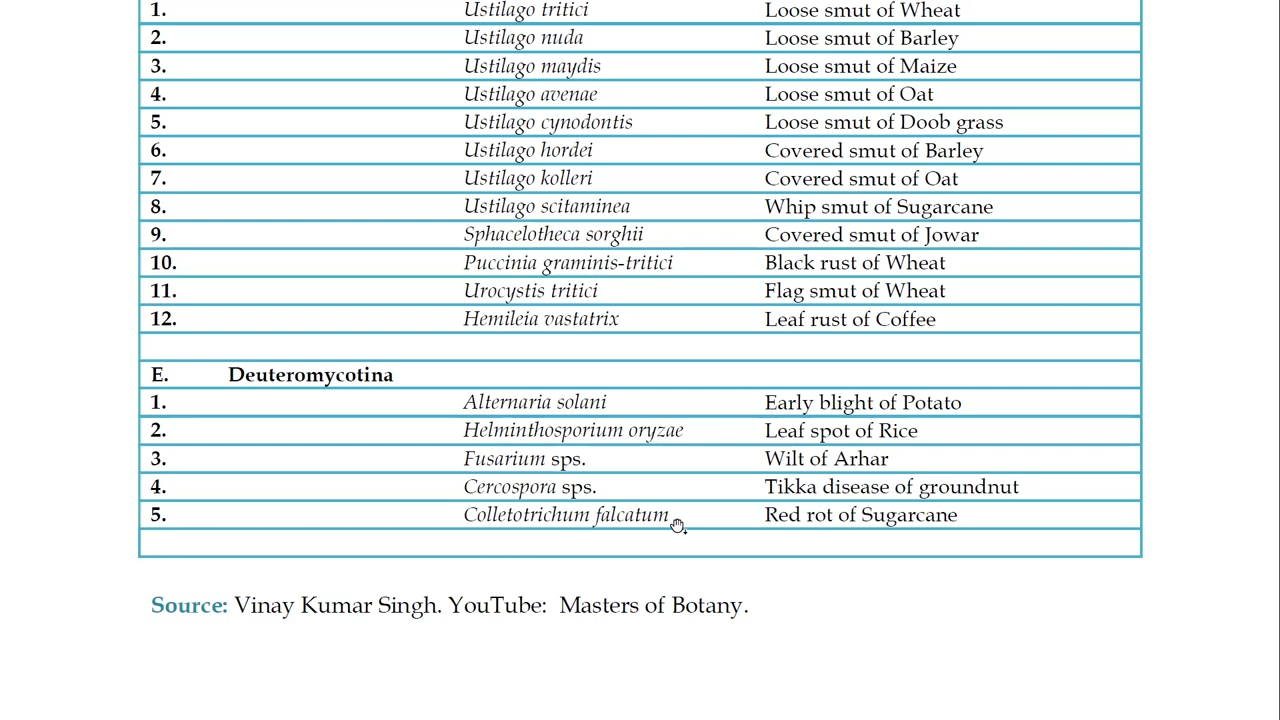 1. Ustilago tritici Loose smut of Wheat
2. Ustilago nuda Loose smut of Barley
3. Ustilago maydis Loose smut of Maize
4. Ustilago avenae Loose smut of Oat
5. Ustilago cynodontis Loose smut of Doob grass
6. Ustilago hordei Covered smut of Barley
7. Ustilago kolleri Covered smut of Oat
8. Ustilago scitaminea Whip smut of Sugarcane
9. Sphacelotheca sorghii Covered smut of Jowar
10. Puccinia graminis-tritici Black rust of Wheat
11. Urocystis tritici Flag smut of Wheat
12. Hemileia vastatrix Leaf rust of Coffee
E. Deuteromycotina
1. Alternaria solani Early blight of Potato
2. Helminthosporium oryzae Leaf spot of Rice
3. Fusarium sps. Wilt of Arhar
4. Cercospora sps. Tikka disease of groundnut
5. Colletotrichum falcatum Red rot of Sugarcane
Source: Vinay Kumar Singh. YouTube: Masters of Botany.